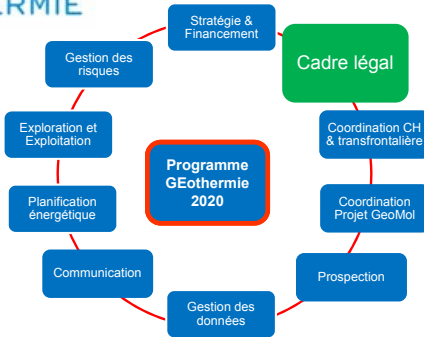 ERMIE
Stratégie &
Financement
Cadre légal
Gestion des
risques
Exploration et
Exploitation
Coordination CH
& transfrontalière
Programme
GEothermie
2020
Planification
énergétique
Coordination
Projet GeoMol
Communication
Prospection
Gestion des
données